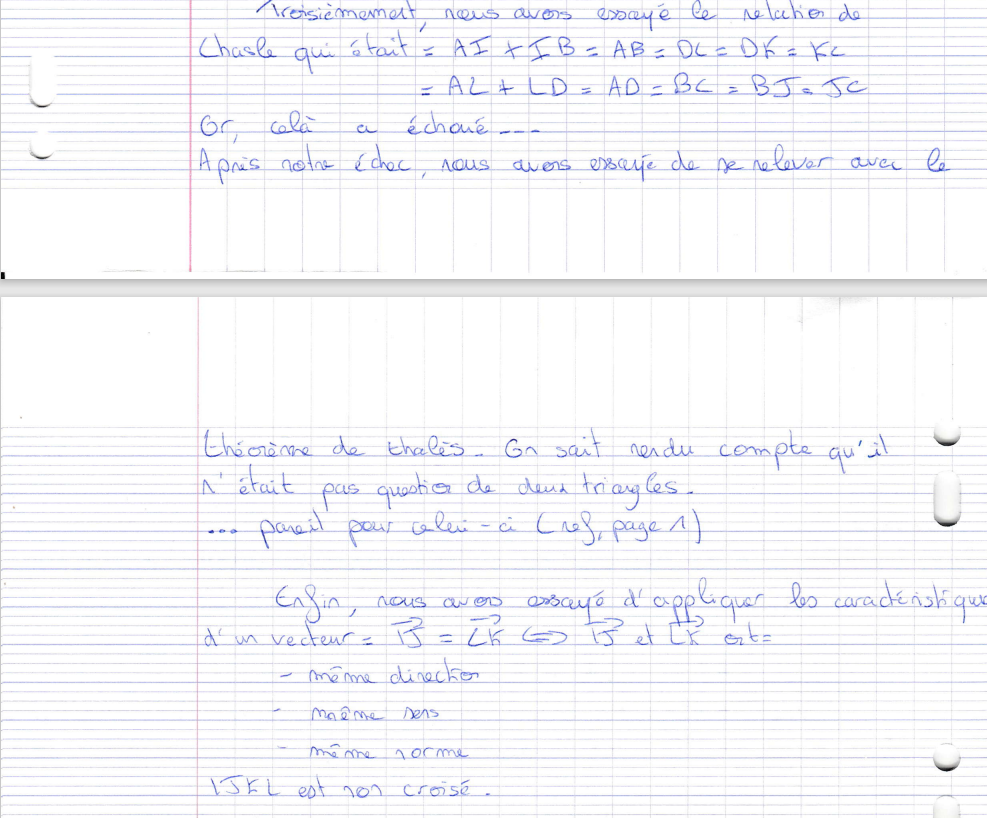 Troisièmement, nous avons essayé le relation de
Chasle qui était = AI + IB = AB = DC = DK = KC
= AL + LD = AD = BC = BJ = JC
Or, celà a échoué ---
Après notre échec, nous avons essayé de se relever avec le
théorème de thalès. On sait rendu compte qu'il
n'était pas question de deux triangles.
... pareil pour celui-ci (ref, page 1)
Enfin, nous avons essayé d'appliquer les caractéristique
d'un vecteur = \vec{IJ} = \vec{LK} <=> \vec{IJ} et \vec{LK} ont =
- même direction
- même sens
- même norme
IJKL est non croisé.